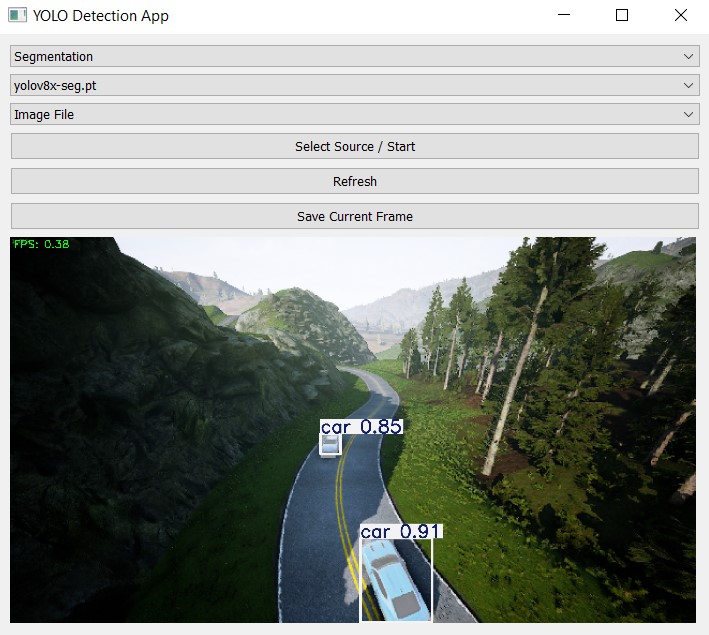 YOLO Detection App
Segmentation
yolov8x-seg.pt
Image File
Select Source / Start
Refresh
Save Current Frame
FPS: 0.38
car 0.85
car 0.91